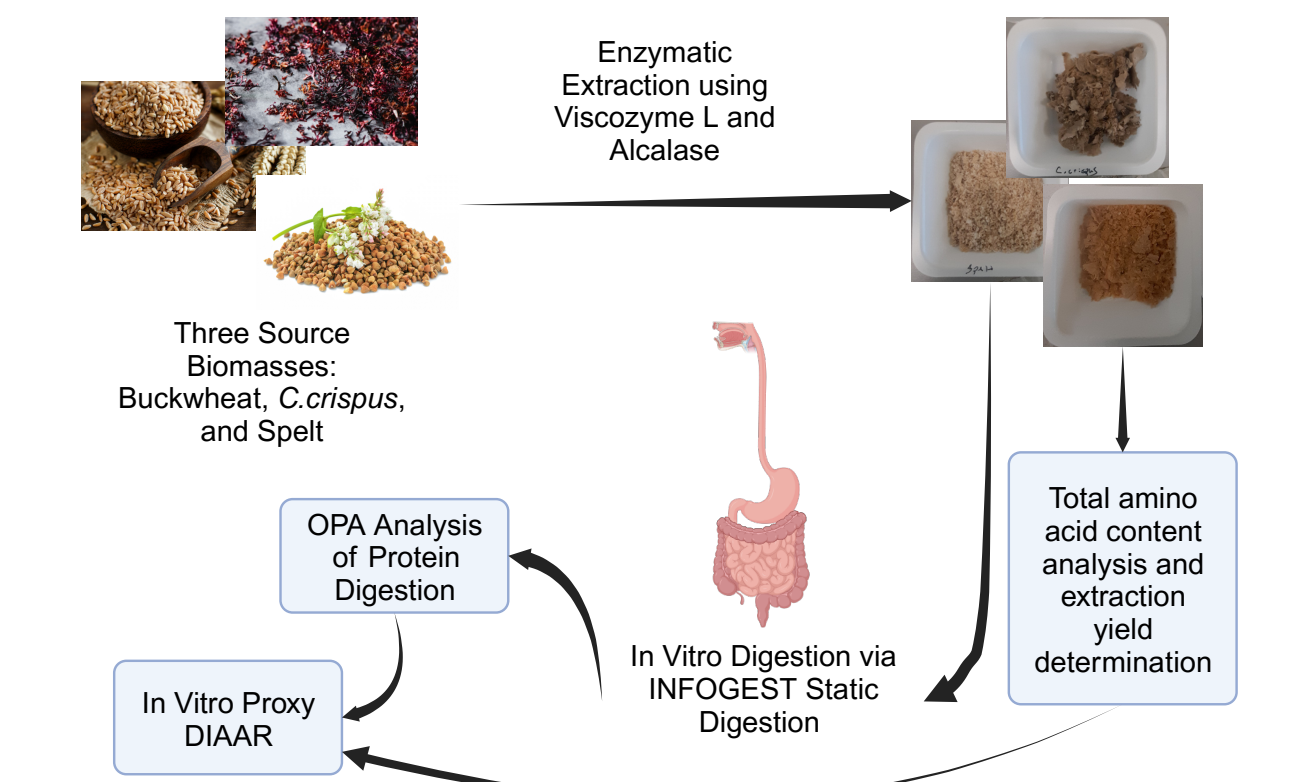 Enzymatic
Extraction using
Viscozyme L and
Alcalase
C.crispus
Three Source
Biomasses:
Buckwheat, C.crispus,
and Spelt
OPA Analysis
of Protein
Digestion
In Vitro Digestion via
INFOGEST Static
Digestion
Total amino
acid content
analysis and
extraction
yield
determination
In Vitro Proxy
DIAAR